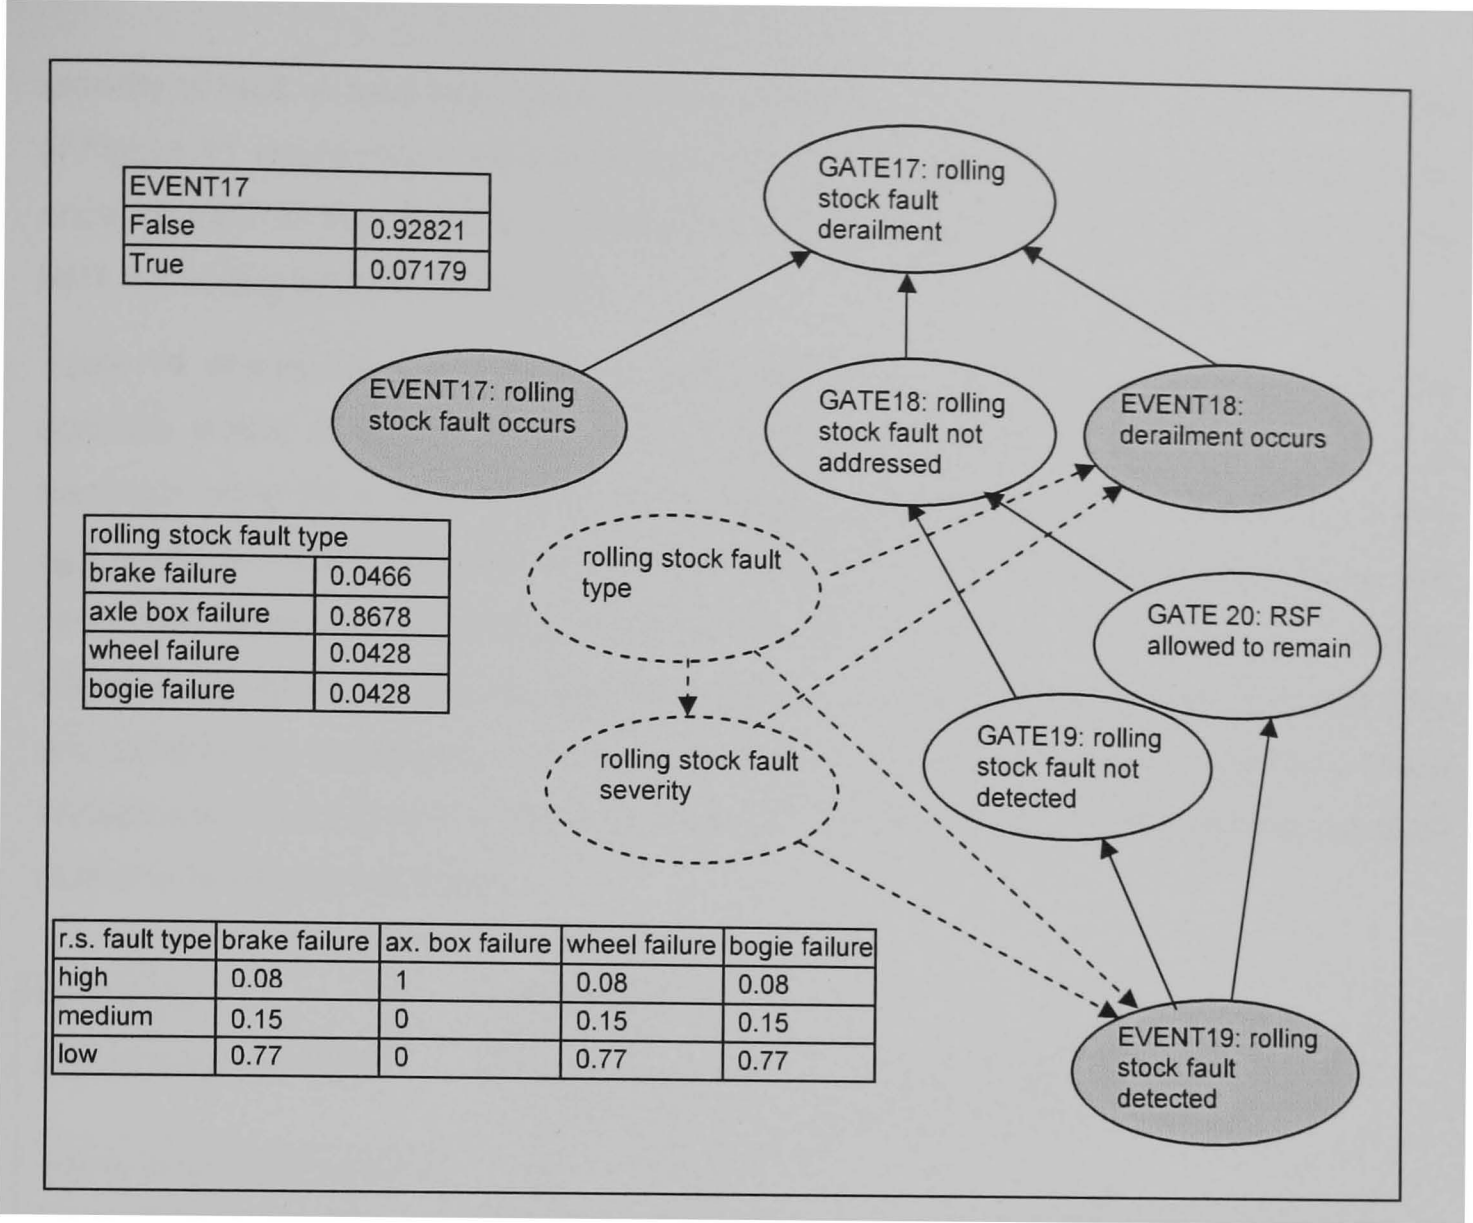 GATE17: rolling
stock fault
derailment
EVENT17
False 0.92821
True 0.07179
EVENT17: rolling
stock fault occurs
GATE18: rolling
stock fault not
addressed
EVENT18:
derailment occurs
rolling stock fault type
brake failure 0.0466
axle box failure 0.8678
wheel failure 0.0428
bogie failure 0.0428
rolling stock fault
type
GATE 20: RSF
allowed to remain
GATE19: rolling
stock fault not
detected
rolling stock fault
severity
r.s. fault type brake failure ax. box failure wheel failure bogie failure
high 0.08 1 0.08 0.08
medium 0.15 0 0.15 0.15
low 0.77 0 0.77 0.77
EVENT19: rolling
stock fault
detected